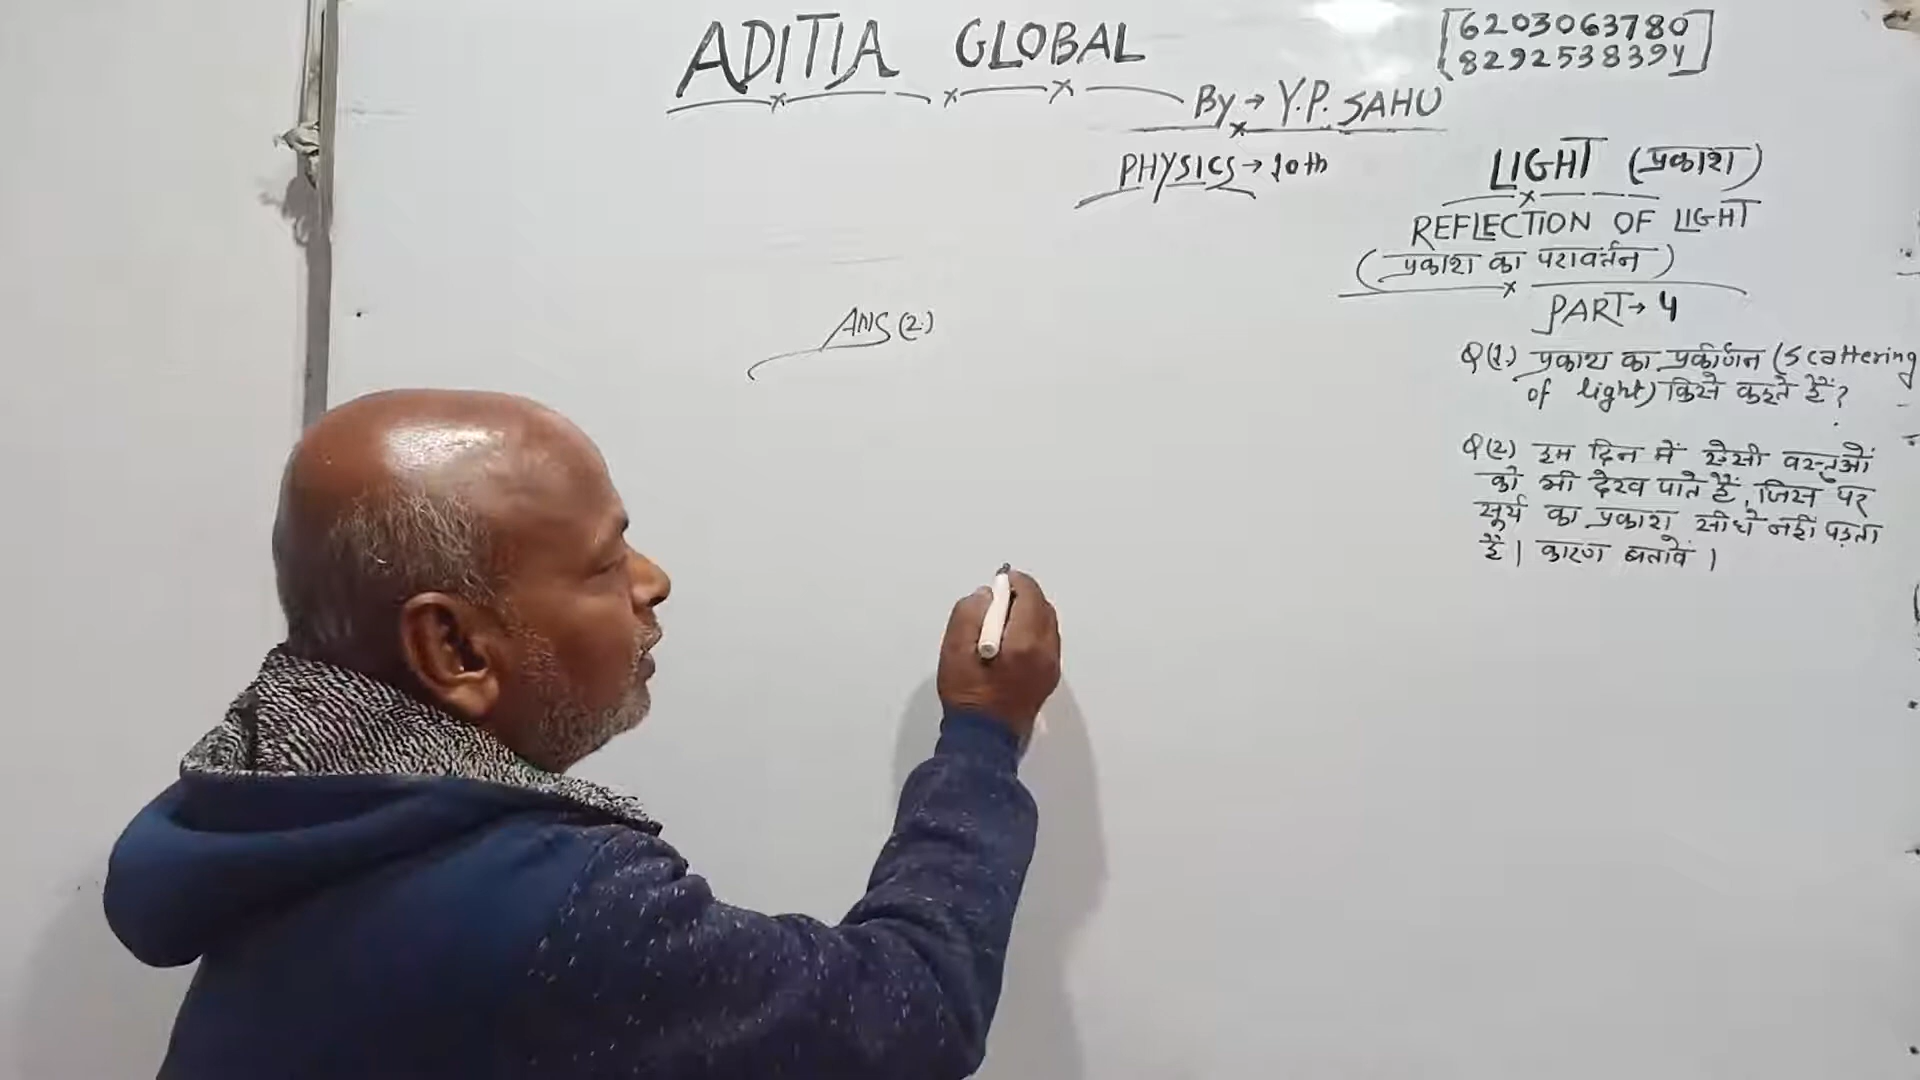 ADITIA GLOBAL
6203063780
8292538394
By → Y.P. SAHU
PHYSICS → 10th
LIGHT (प्रकाश)
REFLECTION OF LIGHT
(प्रकाश का परावर्तन)
PART → 4
ANS (2.)
Q(1.) प्रकाश का प्रकीर्णन (Scattering
of light) किसे कहते हैं?
Q(2.) हम दिन में ऐसी वस्तुओं
को भी देख पाते हैं, जिस पर
सूर्य का प्रकाश सीधे नहीं पड़ता
है। कारण बतावें।